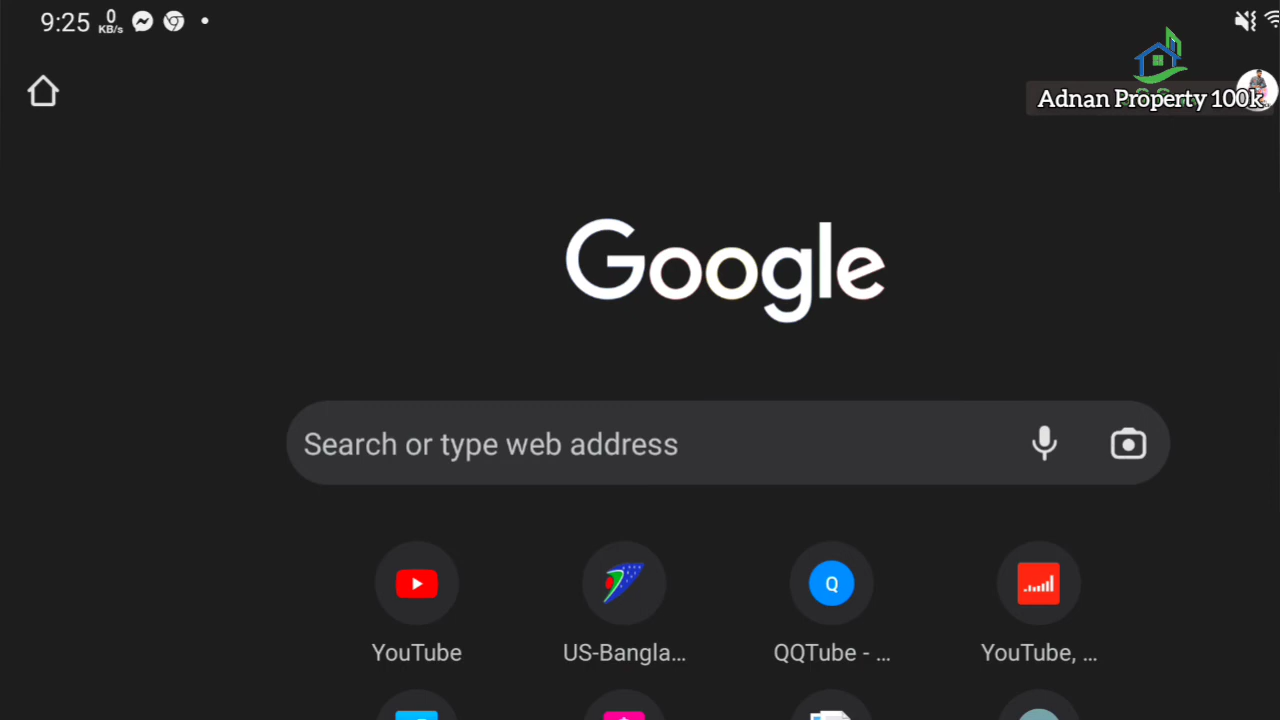 9:25 0 KB/s
Adnan Property 100k
Google
Search or type web address
Q
YouTube US-Bangla... QQTube - ... YouTube, ...